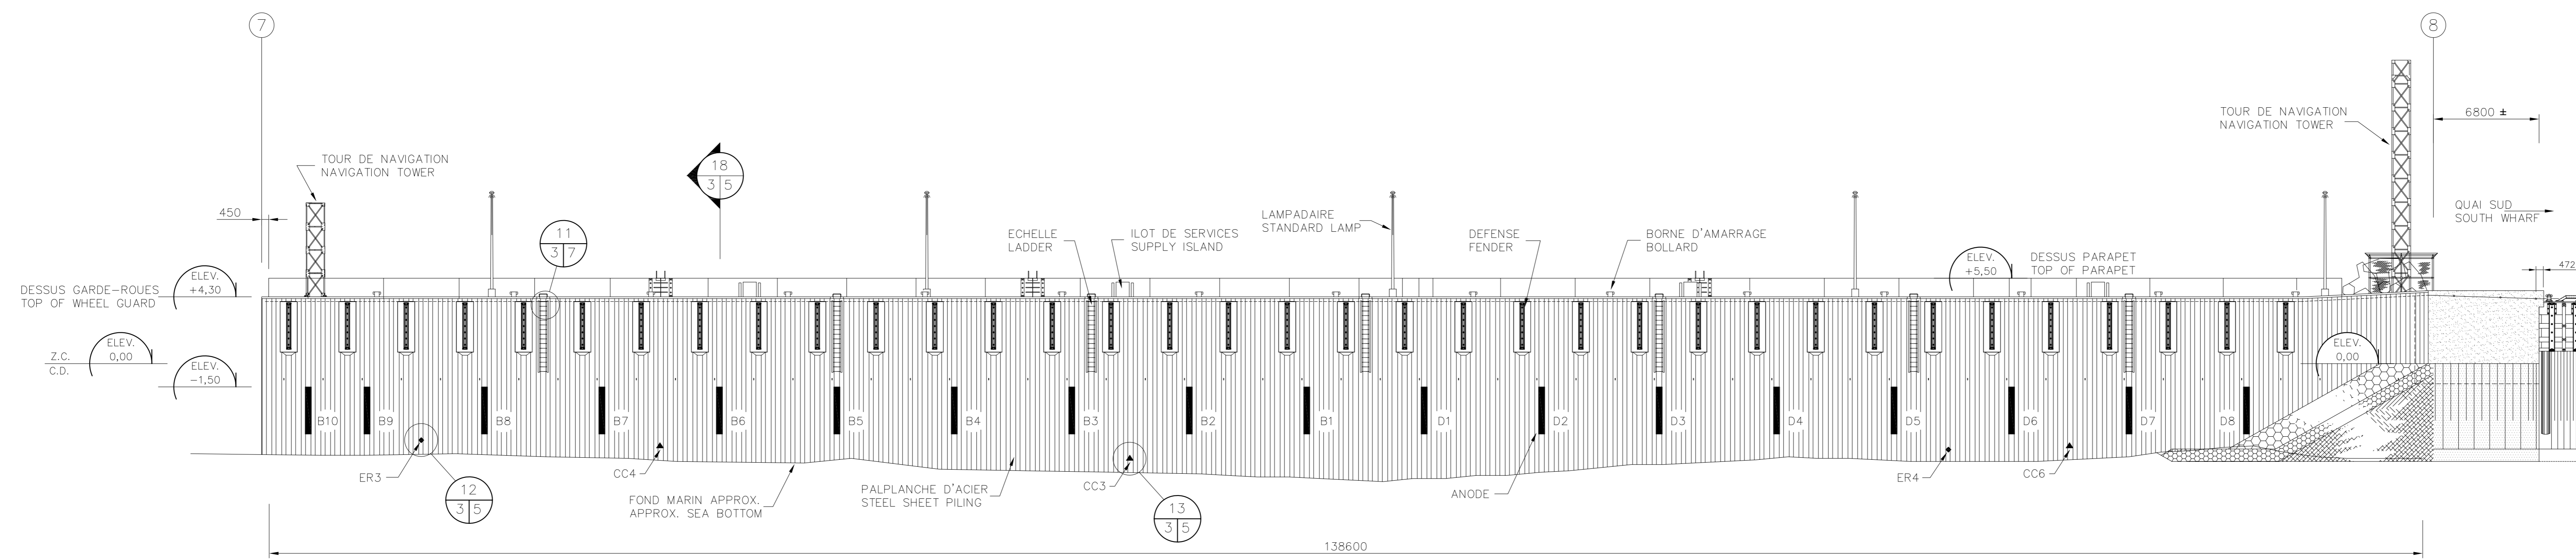 7
8
TOUR DE NAVIGATION
NAVIGATION TOWER
6800 ±
TOUR DE NAVIGATION
NAVIGATION TOWER
18
3 5
450
11
3 7
ECHELLE
LADDER
ILOT DE SERVICES
SUPPLY ISLAND
LAMPADAIRE
STANDARD LAMP
DEFENSE
FENDER
BORNE D'AMARRAGE
BOLLARD
QUAI SUD
SOUTH WHARF
ELEV.
+5,50
DESSUS PARAPET
TOP OF PARAPET
472
DESSUS GARDE-ROUES
TOP OF WHEEL GUARD
ELEV.
+4,30
Z.C.
C.D.
ELEV.
0,00
ELEV.
-1,50
ELEV.
0,00
B10 B9 B8 B7 B6 B5 B4 B3 B2 B1 D1 D2 D3 D4 D5 D6 D7 D8
ER3
CC4
CC3
ER4
CC6
12
3 5
FOND MARIN APPROX.
APPROX. SEA BOTTOM
PALPLANCHE D'ACIER
STEEL SHEET PILING
13
3 5
ANODE
138600